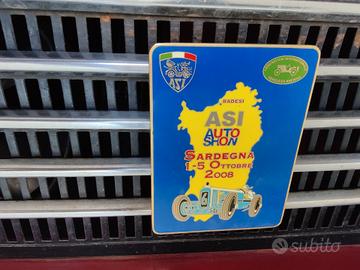 ASI
BADESI
ASI
AUTO
SHOW
SARDEGNA
1-5 OTTOBRE
2008
subito